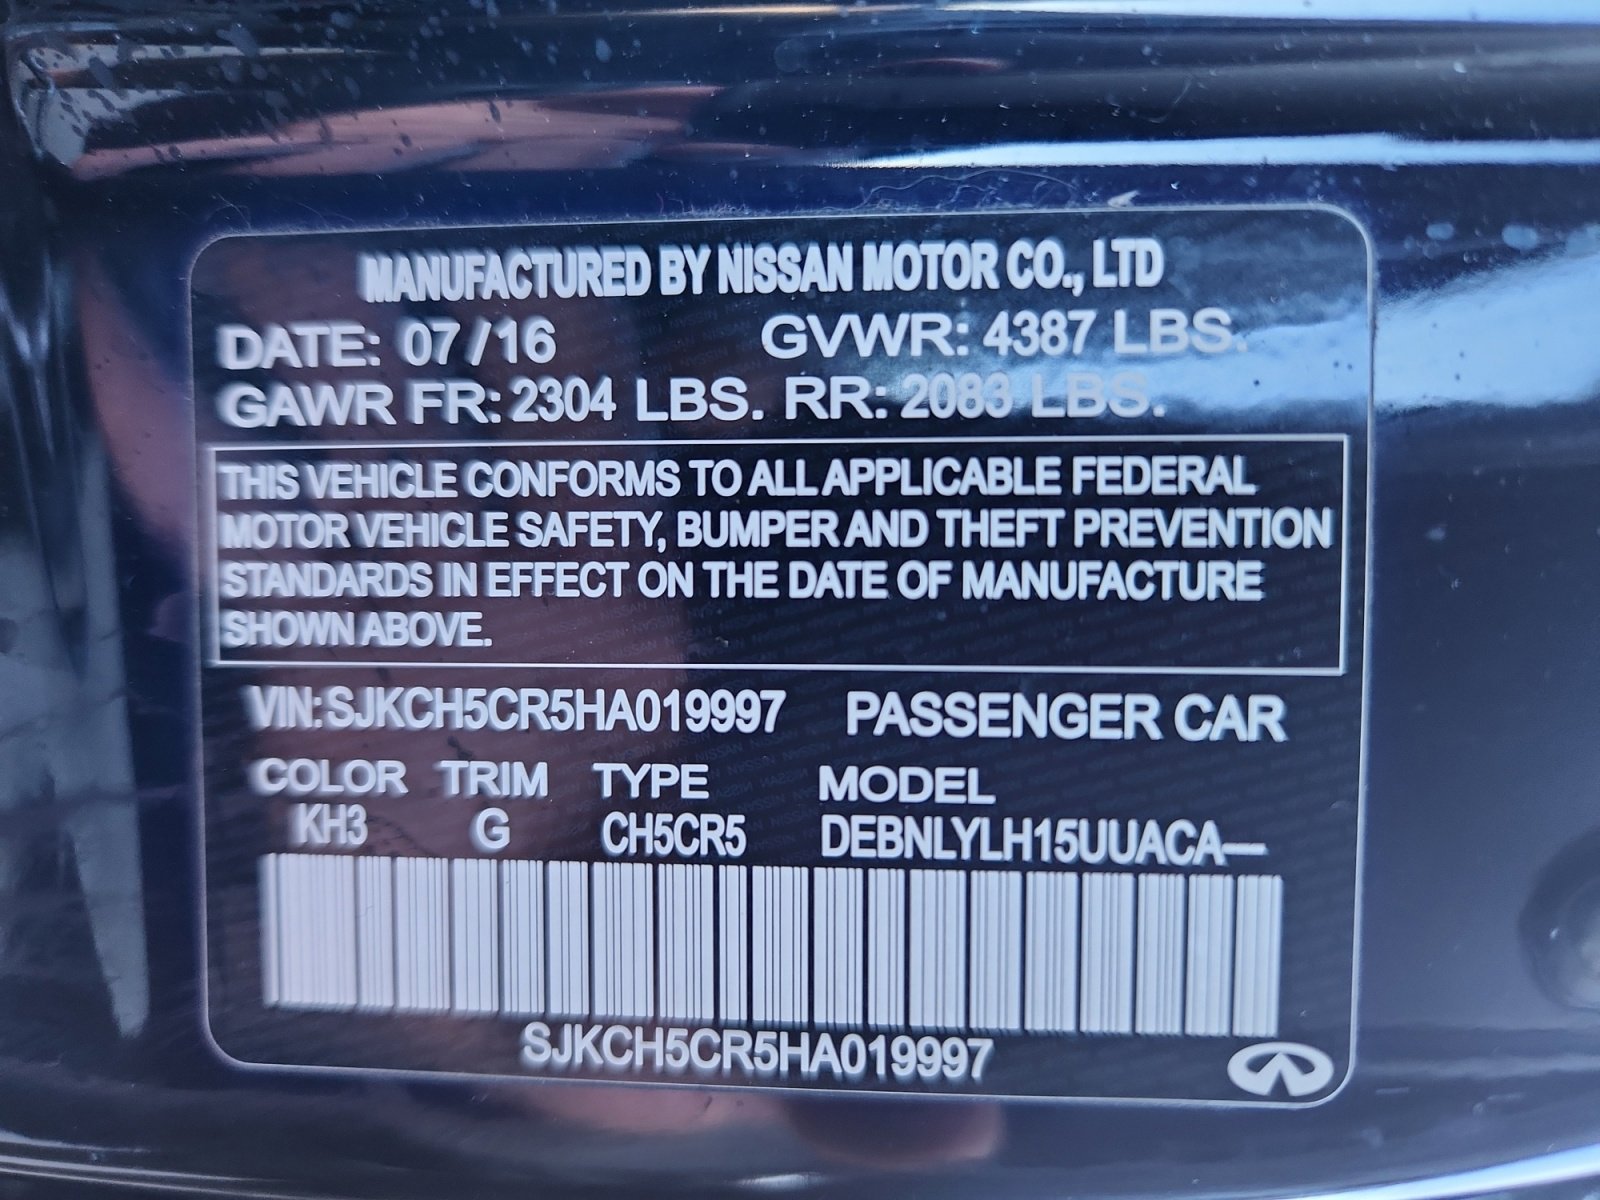 MANUFACTURED BY NISSAN MOTOR CO., LTD
DATE: 07/16 GVWR: 4387 LBS.
GAWR FR: 2304 LBS. RR: 2083 LBS.
THIS VEHICLE CONFORMS TO ALL APPLICABLE FEDERAL
MOTOR VEHICLE SAFETY, BUMPER AND THEFT PREVENTION
STANDARDS IN EFFECT ON THE DATE OF MANUFACTURE
SHOWN ABOVE.
VIN: SJKCH5CR5HA019997 PASSENGER CAR
COLOR TRIM TYPE MODEL
KH3 G CH5CR5 DEBNLYLH15UUACA—
SJKCH5CR5HA019997